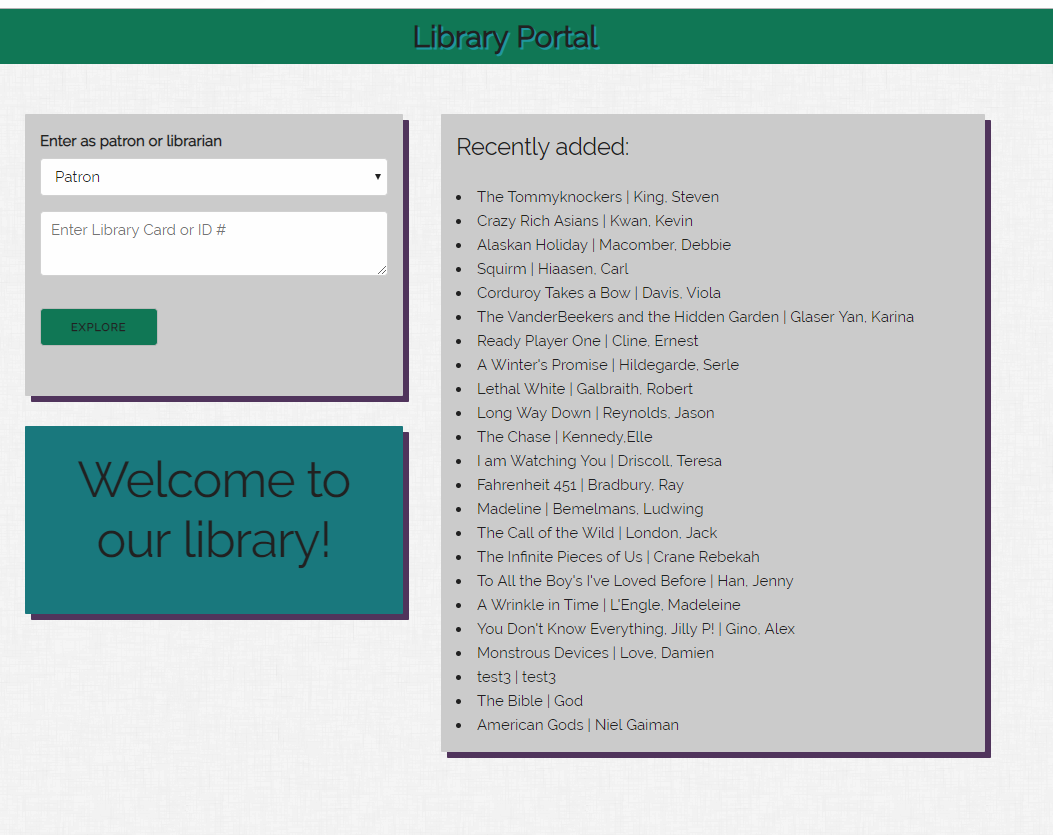 Library Portal
Enter as patron or librarian
Patron
Enter Library Card or ID #
EXPLORE
Welcome to
our library!
Recently added:
The Tommyknockers | King, Steven
Crazy Rich Asians | Kwan, Kevin
Alaskan Holiday | Macomber, Debbie
Squirm | Hiaasen, Carl
Corduroy Takes a Bow | Davis, Viola
The VanderBeekers and the Hidden Garden | Glaser Yan, Karina
Ready Player One | Cline, Ernest
A Winter's Promise | Hildegarde, Serle
Lethal White | Galbraith, Robert
Long Way Down | Reynolds, Jason
The Chase | Kennedy,Elle
I am Watching You | Driscoll, Teresa
Fahrenheit 451 | Bradbury, Ray
Madeline | Bemelmans, Ludwing
The Call of the Wild | London, Jack
The Infinite Pieces of Us | Crane Rebekah
To All the Boy's I've Loved Before | Han, Jenny
A Wrinkle in Time | L'Engle, Madeleine
You Don't Know Everything, Jilly P! | Gino, Alex
Monstrous Devices | Love, Damien
test3 | test3
The Bible | God
American Gods | Niel Gaiman